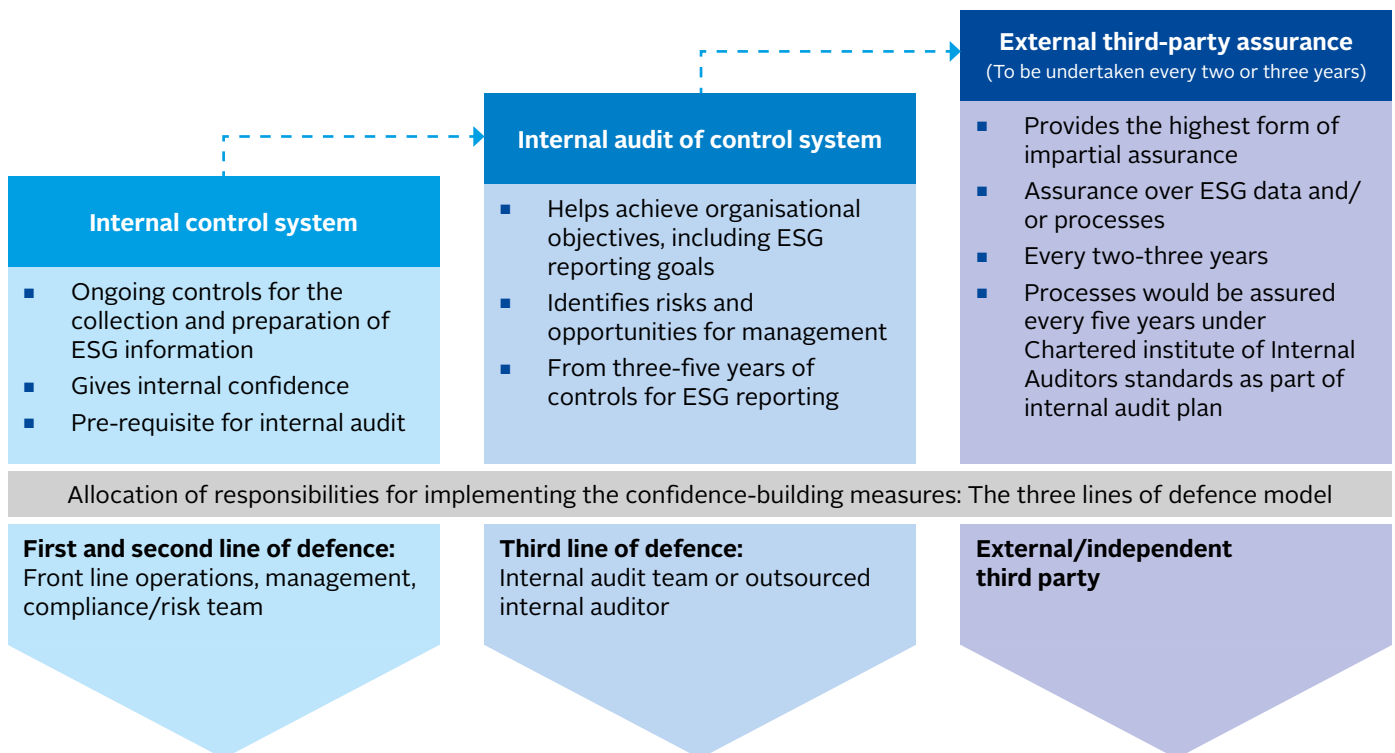 Internal control system
■ Ongoing controls for the
collection and preparation of
ESG information
■ Gives internal confidence
■ Pre-requisite for internal audit
Internal audit of control system
■ Helps achieve organisational
objectives, including ESG
reporting goals
■ Identifies risks and
opportunities for management
■ From three-five years of
controls for ESG reporting
External third-party assurance
(To be undertaken every two or three years)
■ Provides the highest form of
impartial assurance
■ Assurance over ESG data and/
or processes
■ Every two-three years
■ Processes would be assured
every five years under
Chartered institute of Internal
Auditors standards as part of
internal audit plan
Allocation of responsibilities for implementing the confidence-building measures: The three lines of defence model
First and second line of defence:
Front line operations, management,
compliance/risk team
Third line of defence:
Internal audit team or outsourced
internal auditor
External/independent
third party